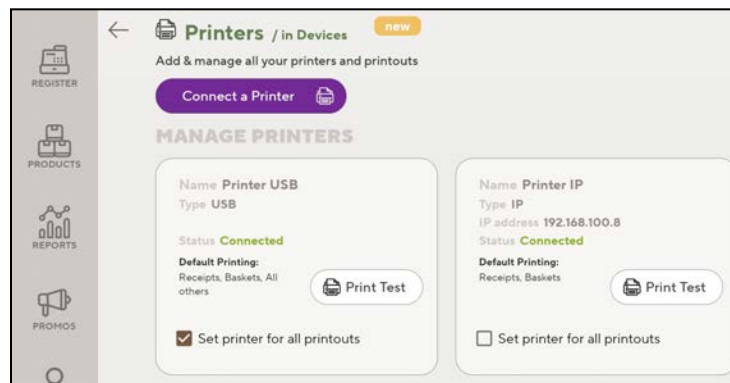 Printers / in Devices new
Add & manage all your printers and printouts
Connect a Printer
MANAGE PRINTERS
REGISTER
PRODUCTS
REPORTS
PROMOS
Name Printer USB
Type USB
Status Connected
Default Printing:
Receipts, Baskets, All
others
Print Test
Set printer for all printouts
Name Printer IP
Type IP
IP address 192.168.100.8
Status Connected
Default Printing:
Receipts, Baskets
Print Test
Set printer for all printouts